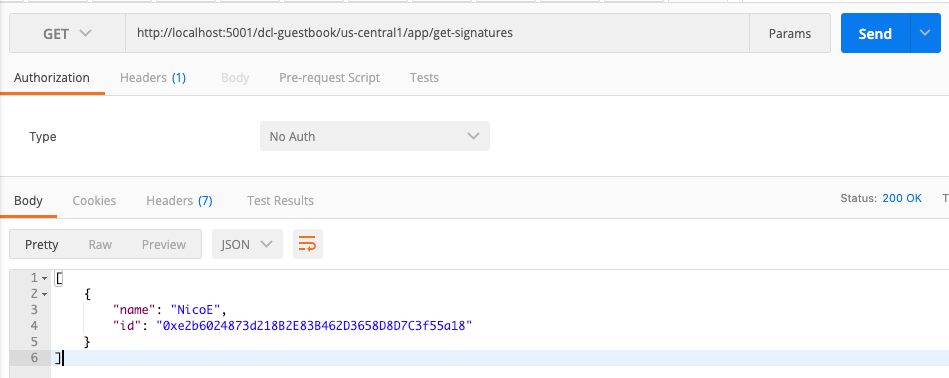 GET http://localhost:5001/dcl-guestbook/us-central1/app/get-signatures Params Send
Authorization Headers (1) Body Pre-request Script Tests
Type No Auth
Body Cookies Headers (7) Test Results Status: 200 OK T
Pretty Raw Preview JSON
1 [
2 {
3 "name": "NicoE",
4 "id": "0xe2b6024873d218B2E83B462D3658D8D7C3f55a18"
5 }
6 ]